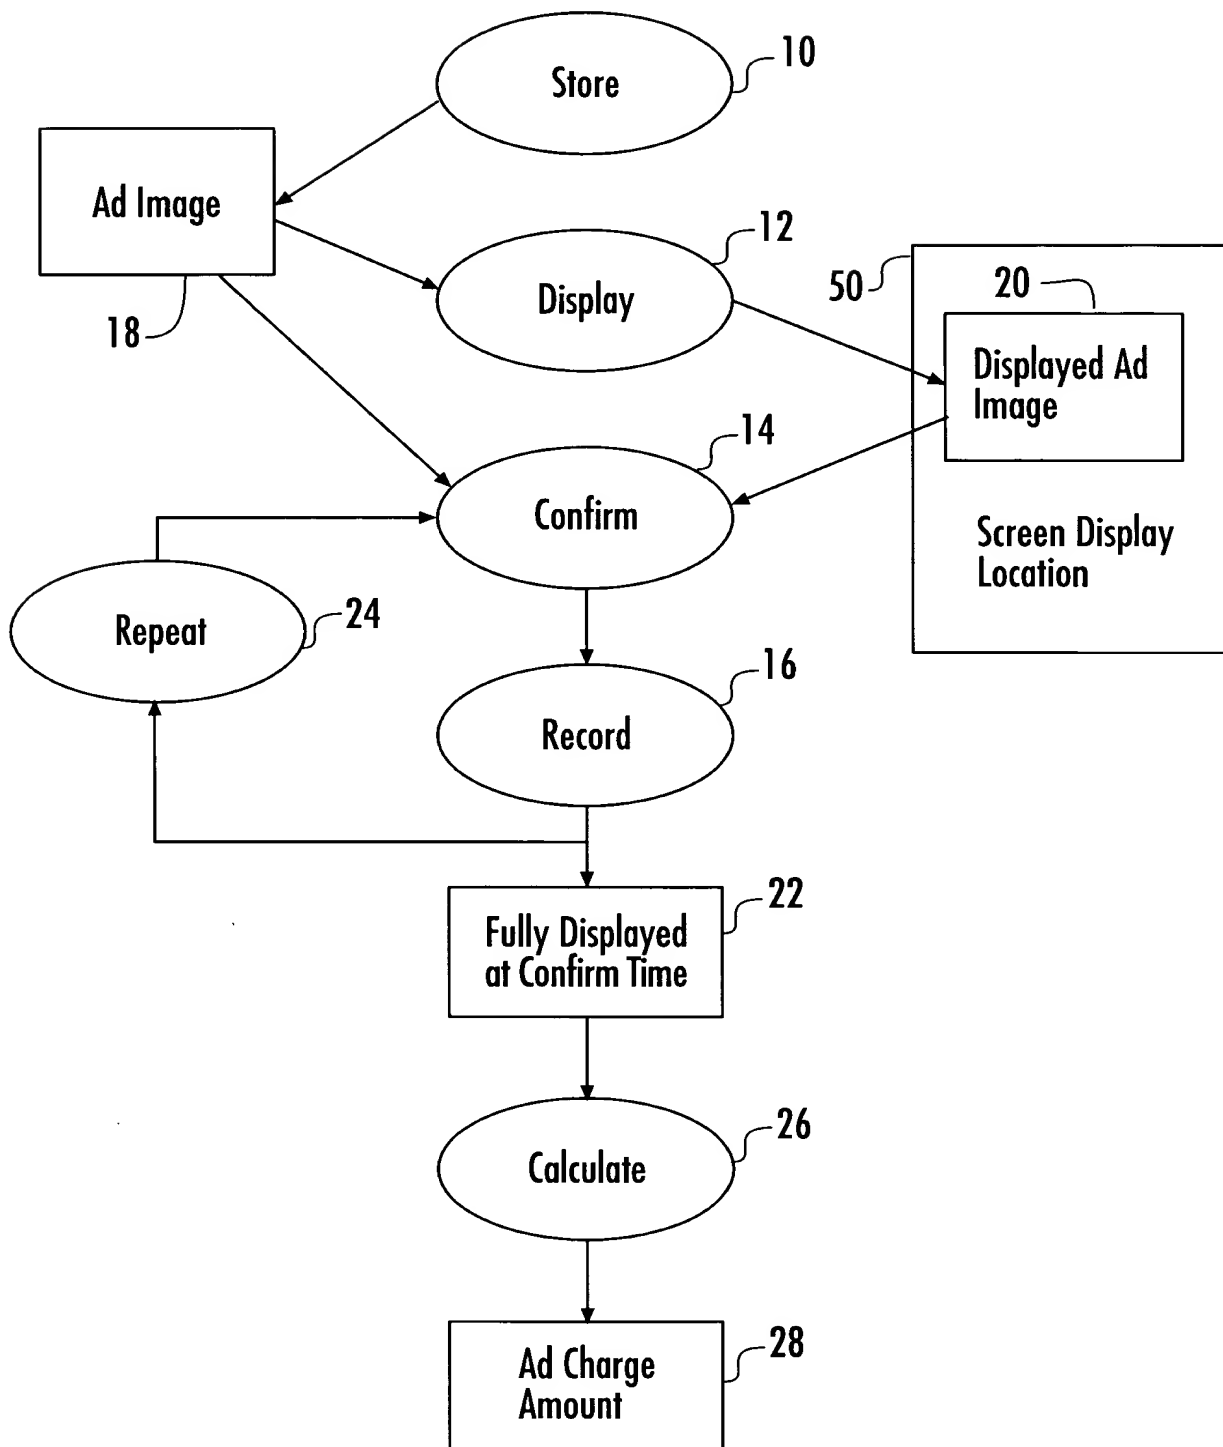 10
Store
Ad Image
12
18
Display
50
20
Displayed Ad
Image
14
Confirm
Screen Display
Location
24
Repeat
16
Record
22
Fully Displayed
at Confirm Time
26
Calculate
28
Ad Charge
Amount